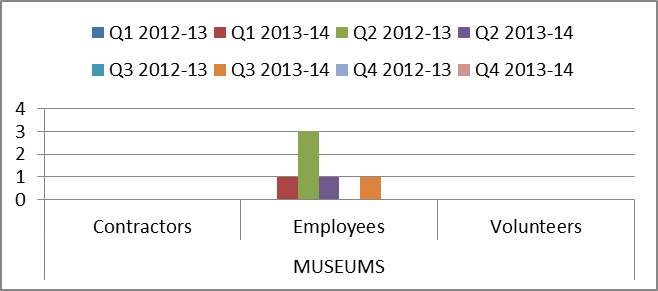 Q1 2012-13 Q1 2013-14 Q2 2012-13 Q2 2013-14
Q3 2012-13 Q3 2013-14 Q4 2012-13 Q4 2013-14
4
3
2
1
0
Contractors Employees Volunteers
MUSEUMS